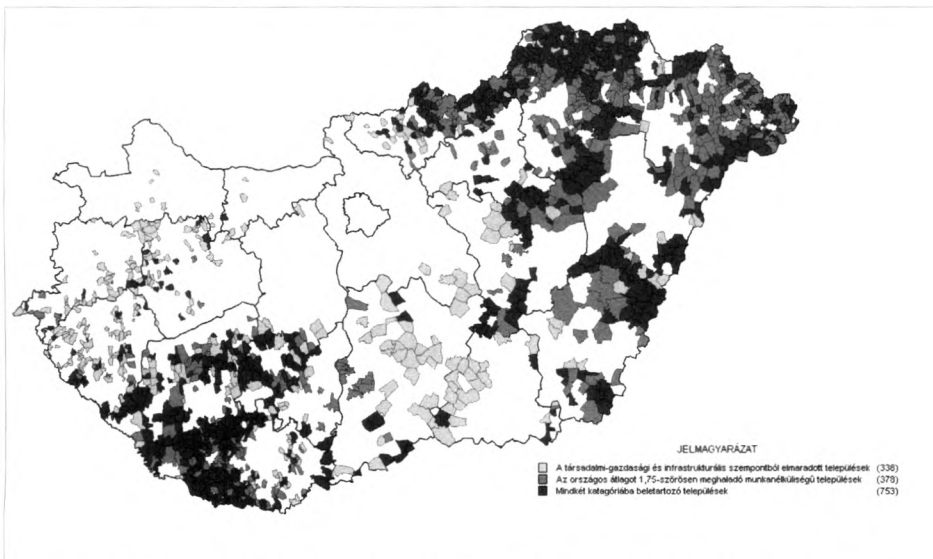 JELMAGYARÁZAT
A társadalmi-gazdasági és infrastrukturális szempontból elmaradott települések (338)
Az országos átlagot 1,75-szörösen meghaladó munkanélküliségű települések (378)
Mindkét katagóriába beletartozó települések (753)